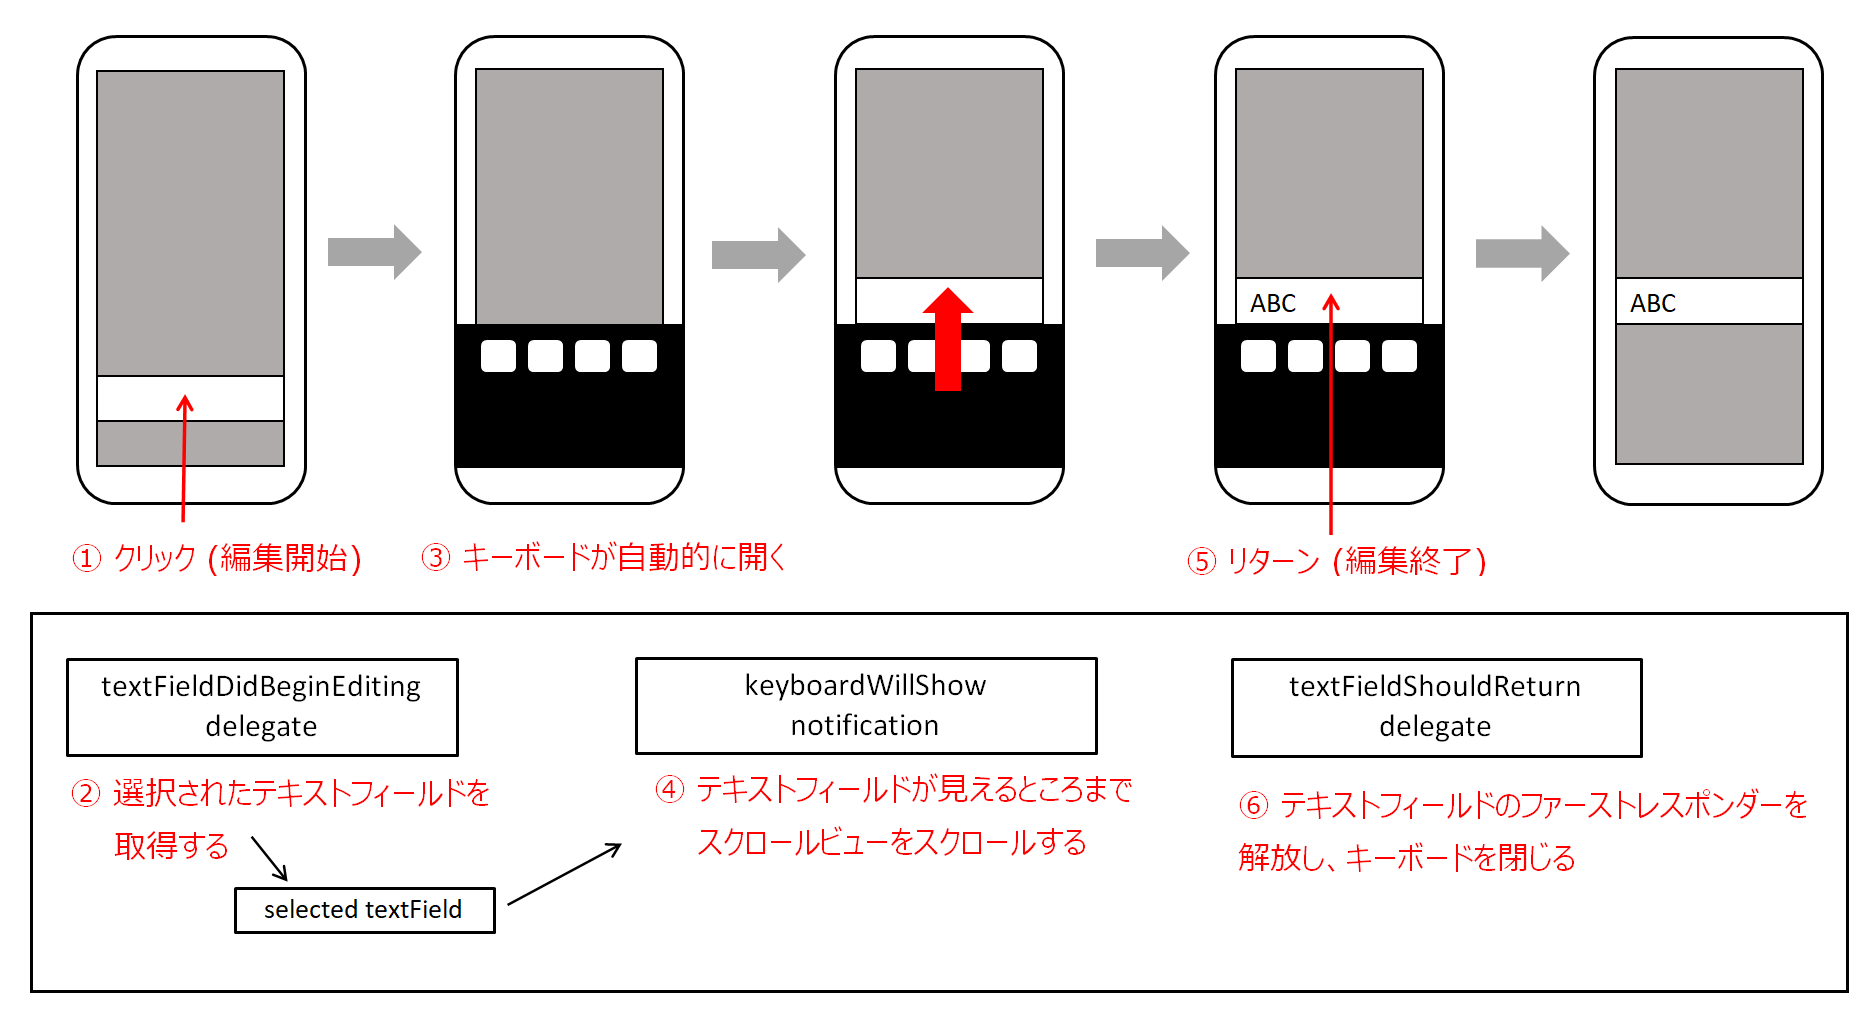 ABC
ABC
① クリック (編集開始)
③ キーボードが自動的に開く
⑤ リターン (編集終了)
textFieldDidBeginEditing
delegate
② 選択されたテキストフィールドを
取得する
selected textField
keyboardWillShow
notification
④ テキストフィールドが見えるところまで
スクロールビューをスクロールする
textFieldShouldReturn
delegate
⑥ テキストフィールドのファーストレスポンダーを
解放し、キーボードを閉じる